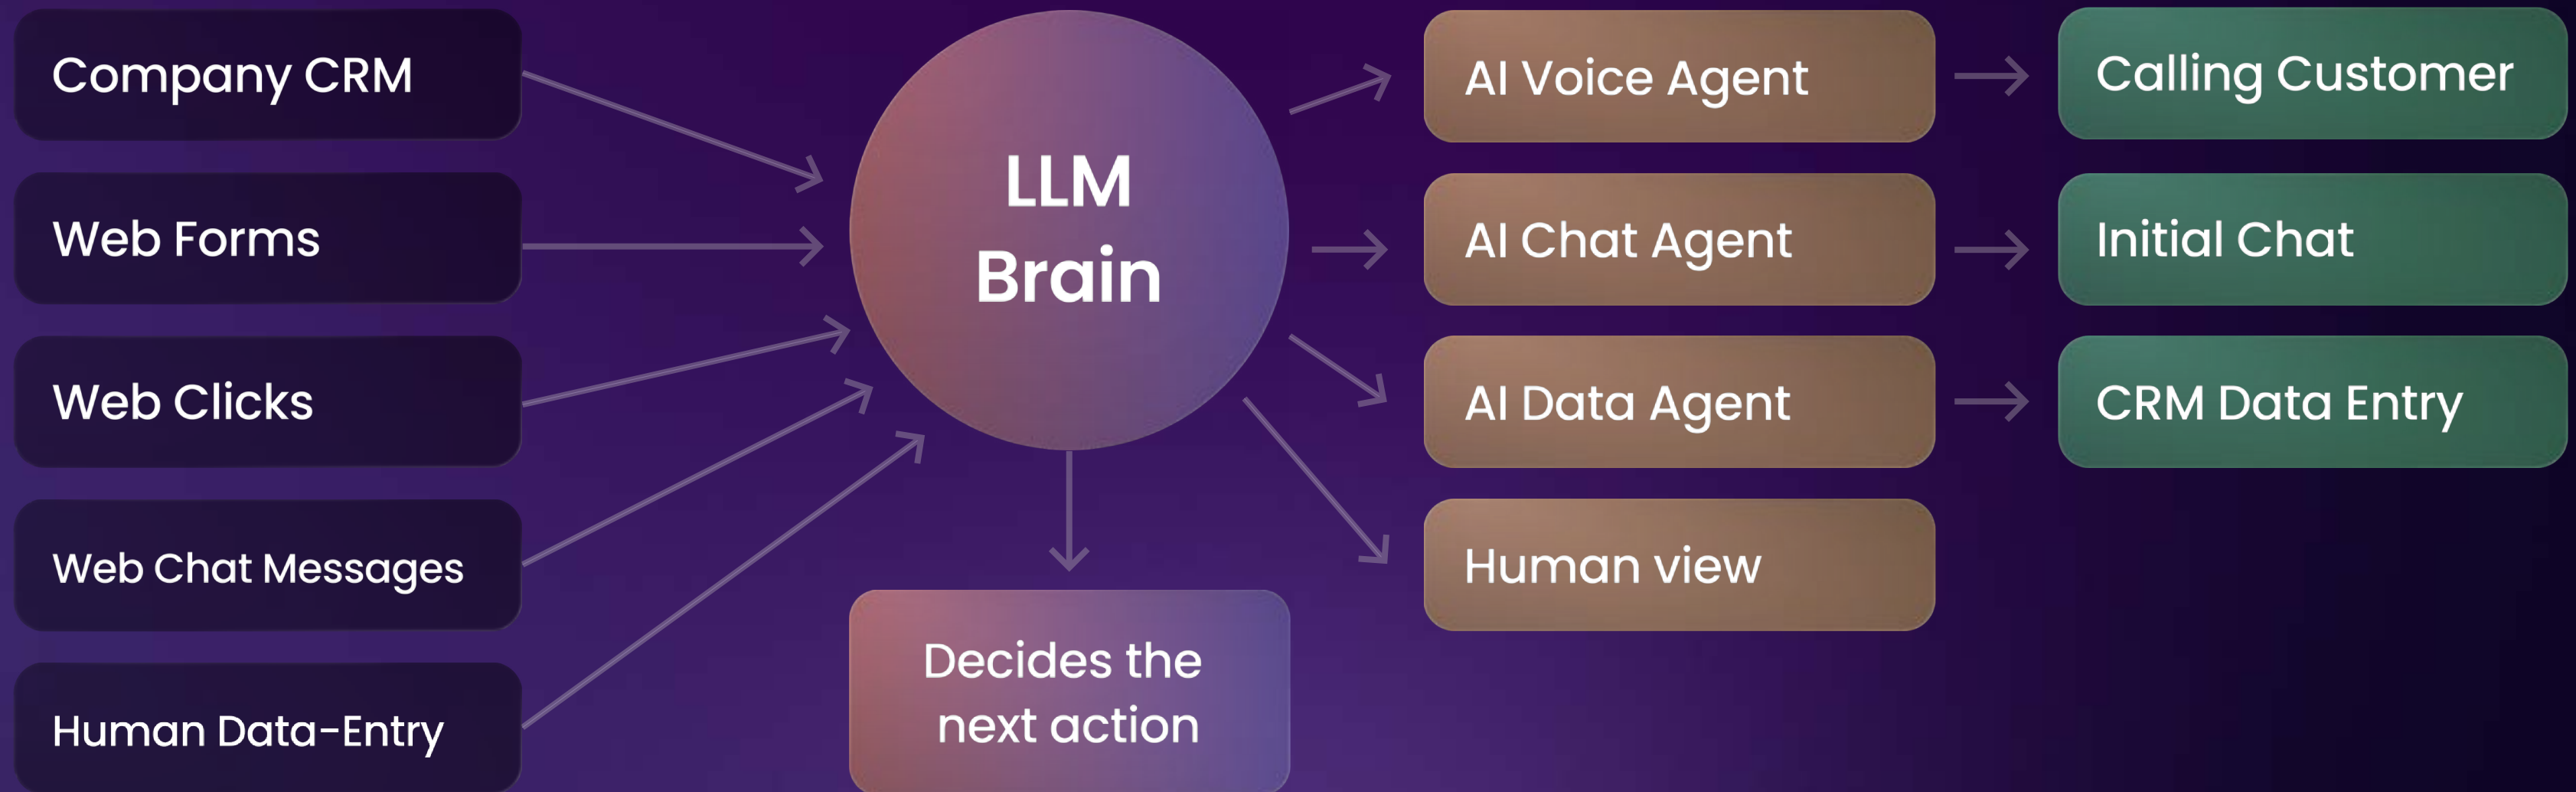 Company CRM
Web Forms
Web Clicks
Web Chat Messages
Human Data-Entry
LLM
Brain
Decides the
next action
AI Voice Agent
AI Chat Agent
AI Data Agent
Human view
Calling Customer
Initial Chat
CRM Data Entry